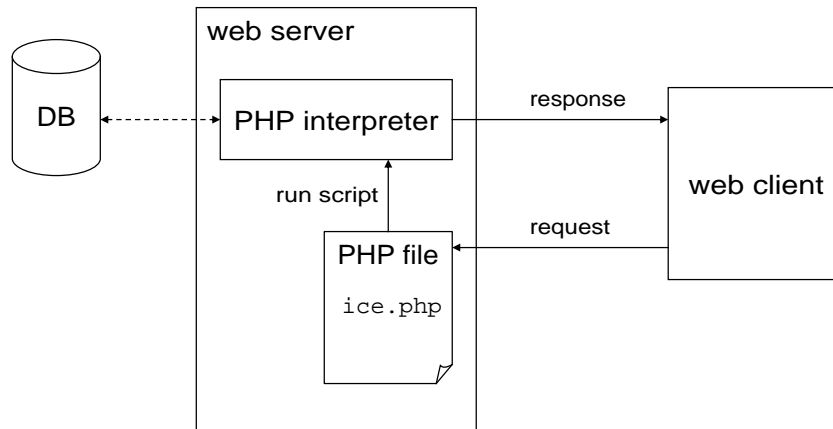 web server
DB
PHP interpreter
response
web client
run script
request
PHP file
ice.php